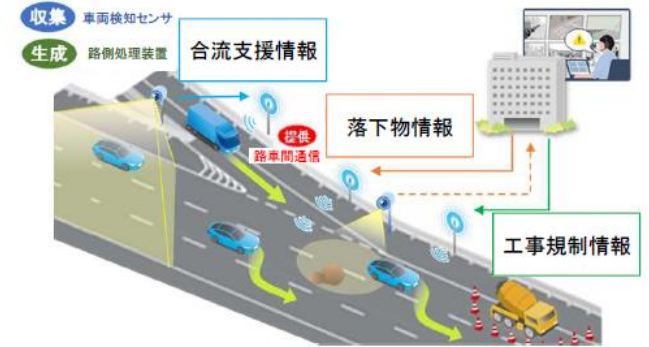 収集 車両検知センサ
生成 路側処理装置
合流支援情報
提供
路車間通信
落下物情報
工事規制情報